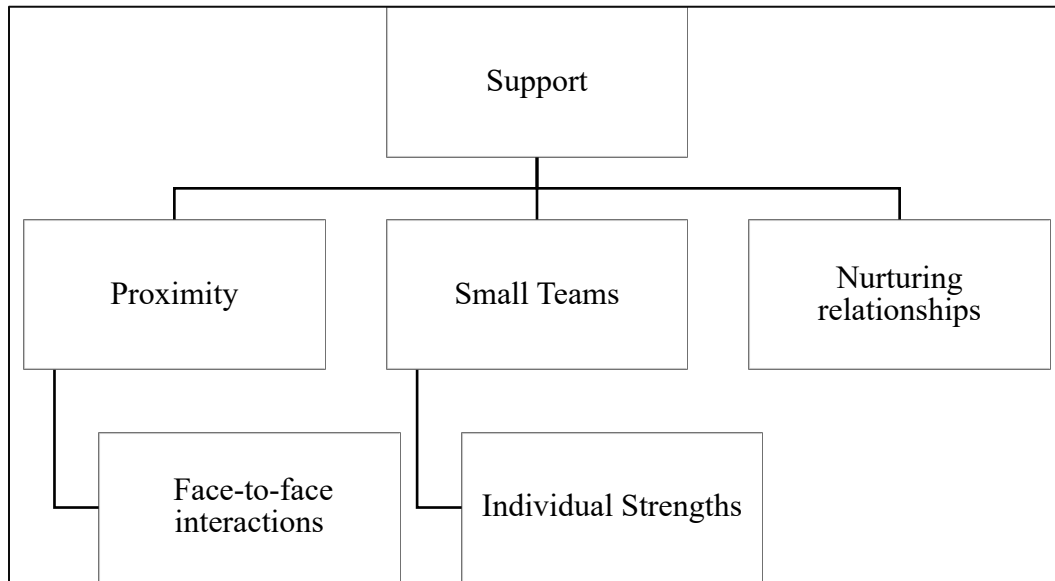 Support
Proximity
Small Teams
Nurturing
relationships
Face-to-face
interactions
Individual Strengths